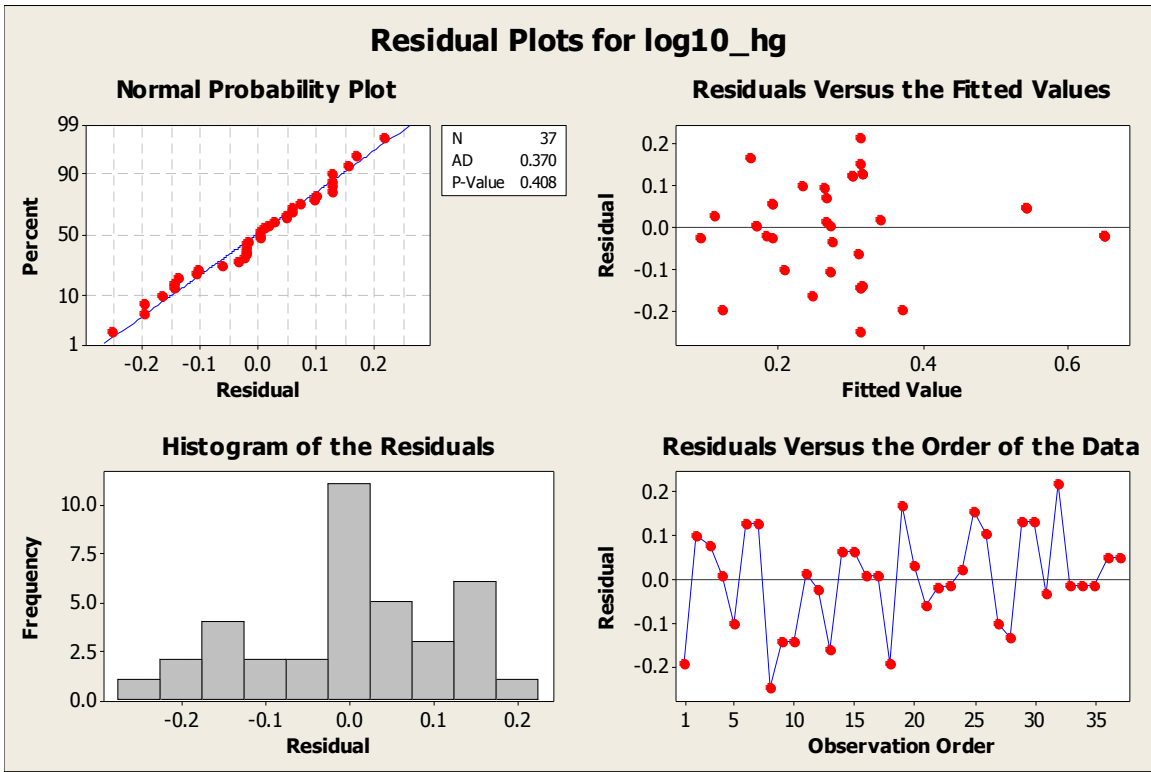 Residual Plots for log10_hg
Normal Probability Plot
99
90
50
10
1
Percent
-0.2 -0.1 0.0 0.1 0.2
Residual
N 37
AD 0.370
P-Value 0.408
Residuals Versus the Fitted Values
0.2
0.1
0.0
-0.1
-0.2
Residual
0.2 0.4 0.6
Fitted Value
Histogram of the Residuals
10.0
7.5
5.0
2.5
0.0
Frequency
-0.2 -0.1 0.0 0.1 0.2
Residual
Residuals Versus the Order of the Data
0.2
0.1
0.0
-0.1
-0.2
Residual
1 5 10 15 20 25 30 35
Observation Order